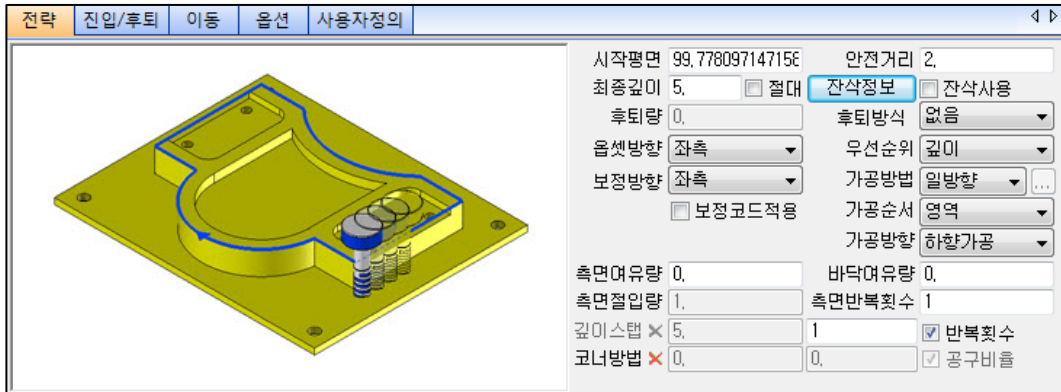 전략 진입/후퇴 이동 옵션 사용자정의
시작평면 99,778097147158 안전거리 2,
최종깊이 5, 절대 잔삭정보 잔삭사용
후퇴량 0, 후퇴방식 없음
옵셋방향 좌측 우선순위 깊이
보정방향 좌측 가공방법 일방향 ...
보정코드적용 가공순서 영역
가공방향 하향가공
측면여유량 0, 바닥여유량 0,
측면절입량 1, 측면반복횟수 1
깊이스탭 5, 1 반복횟수
코너방법 0, 0, 공구비율